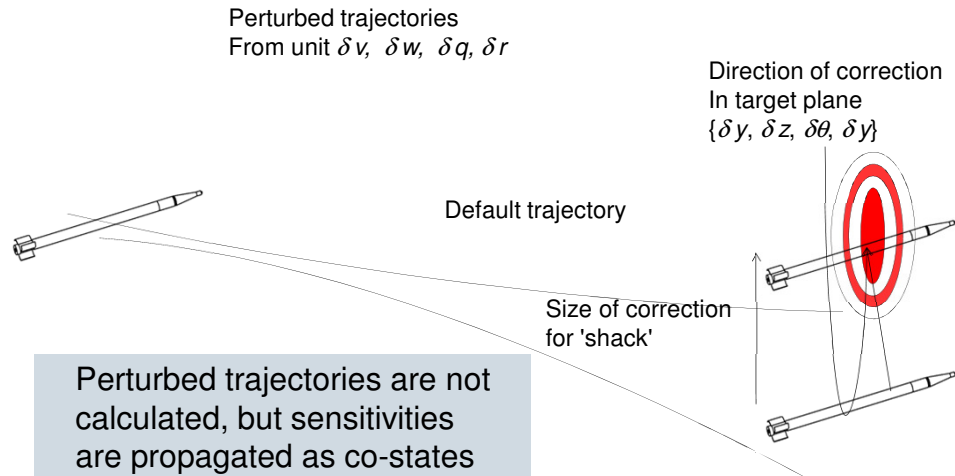 Perturbed trajectories
From unit δv, δw, δq, δr
Direction of correction
In target plane
{δy, δz, δθ, δy}
Default trajectory
Size of correction
for 'shack'
Perturbed trajectories are not
calculated, but sensitivities
are propagated as co-states